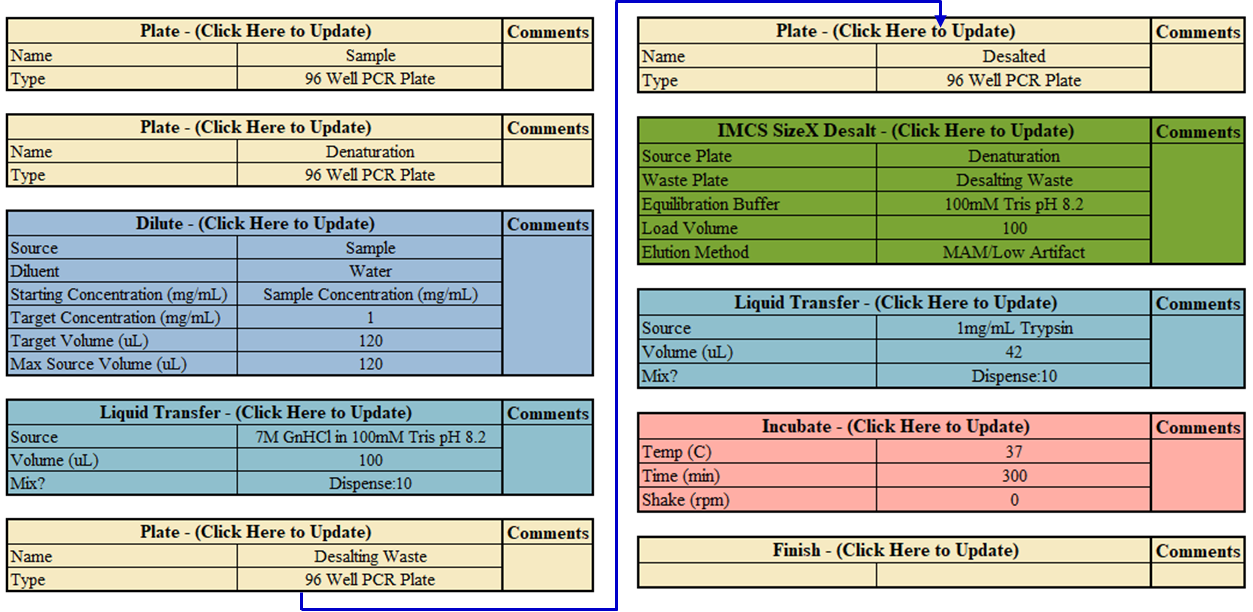 Plate - (Click Here to Update) Comments
Name Sample
Type 96 Well PCR Plate
Plate - (Click Here to Update) Comments
Name Denaturation
Type 96 Well PCR Plate
Dilute - (Click Here to Update) Comments
Source Sample
Diluent Water
Starting Concentration (mg/mL) Sample Concentration (mg/mL)
Target Concentration (mg/mL) 1
Target Volume (uL) 120
Max Source Volume (uL) 120
Liquid Transfer - (Click Here to Update) Comments
Source 7M GnHCl in 100mM Tris pH 8.2
Volume (uL) 100
Mix? Dispense:10
Plate - (Click Here to Update) Comments
Name Desalting Waste
Type 96 Well PCR Plate
Plate - (Click Here to Update) Comments
Name Desalted
Type 96 Well PCR Plate
IMCS SizeX Desalt - (Click Here to Update) Comments
Source Plate Denaturation
Waste Plate Desalting Waste
Equilibration Buffer 100mM Tris pH 8.2
Load Volume 100
Elution Method MAM/Low Artifact
Liquid Transfer - (Click Here to Update) Comments
Source 1mg/mL Trypsin
Volume (uL) 42
Mix? Dispense:10
Incubate - (Click Here to Update) Comments
Temp (C) 37
Time (min) 300
Shake (rpm) 0
Finish - (Click Here to Update) Comments